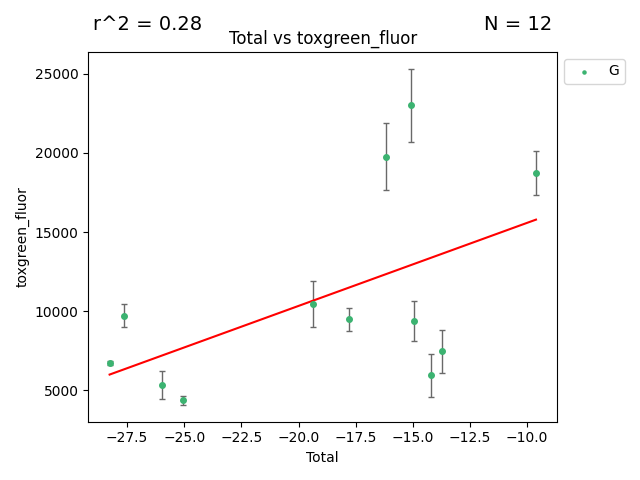 r^2 = 0.28
N = 12
Total vs toxgreen_fluor
G
25000
20000
15000
10000
5000
toxgreen_fluor
−27.5 −25.0 −22.5 −20.0 −17.5 −15.0 −12.5 −10.0
Total